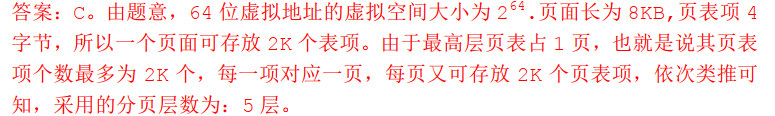 答案：C。由题意，64 位虚拟地址的虚拟空间大小为 2^64.页面长为 8KB,页表项 4
字节，所以一个页面可存放 2K 个表项。由于最高层页表占 1 页，也就是说其页表
项个数最多为 2K 个，每一项对应一页，每页又可存放 2K 个页表项，依次类推可
知，采用的分页层数为：5 层。